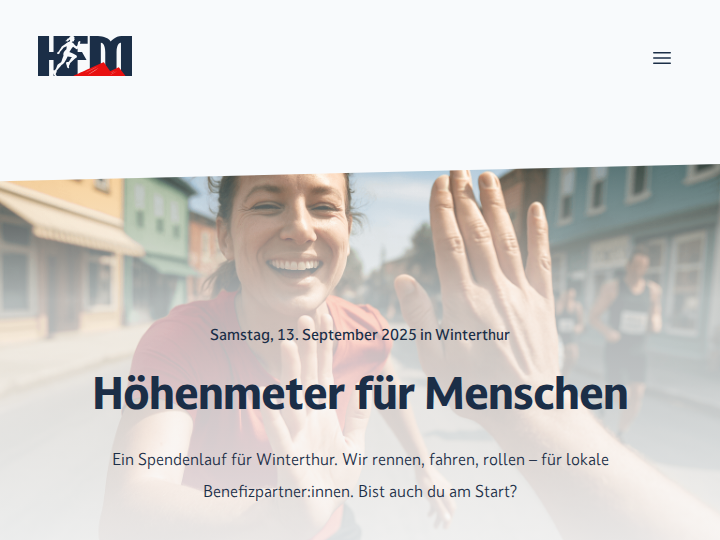 HFM
Samstag, 13. September 2025 in Winterthur
Höhenmeter für Menschen
Ein Spendenlauf für Winterthur. Wir rennen, fahren, rollen – für lokale
Benefizpartner:innen. Bist auch du am Start?